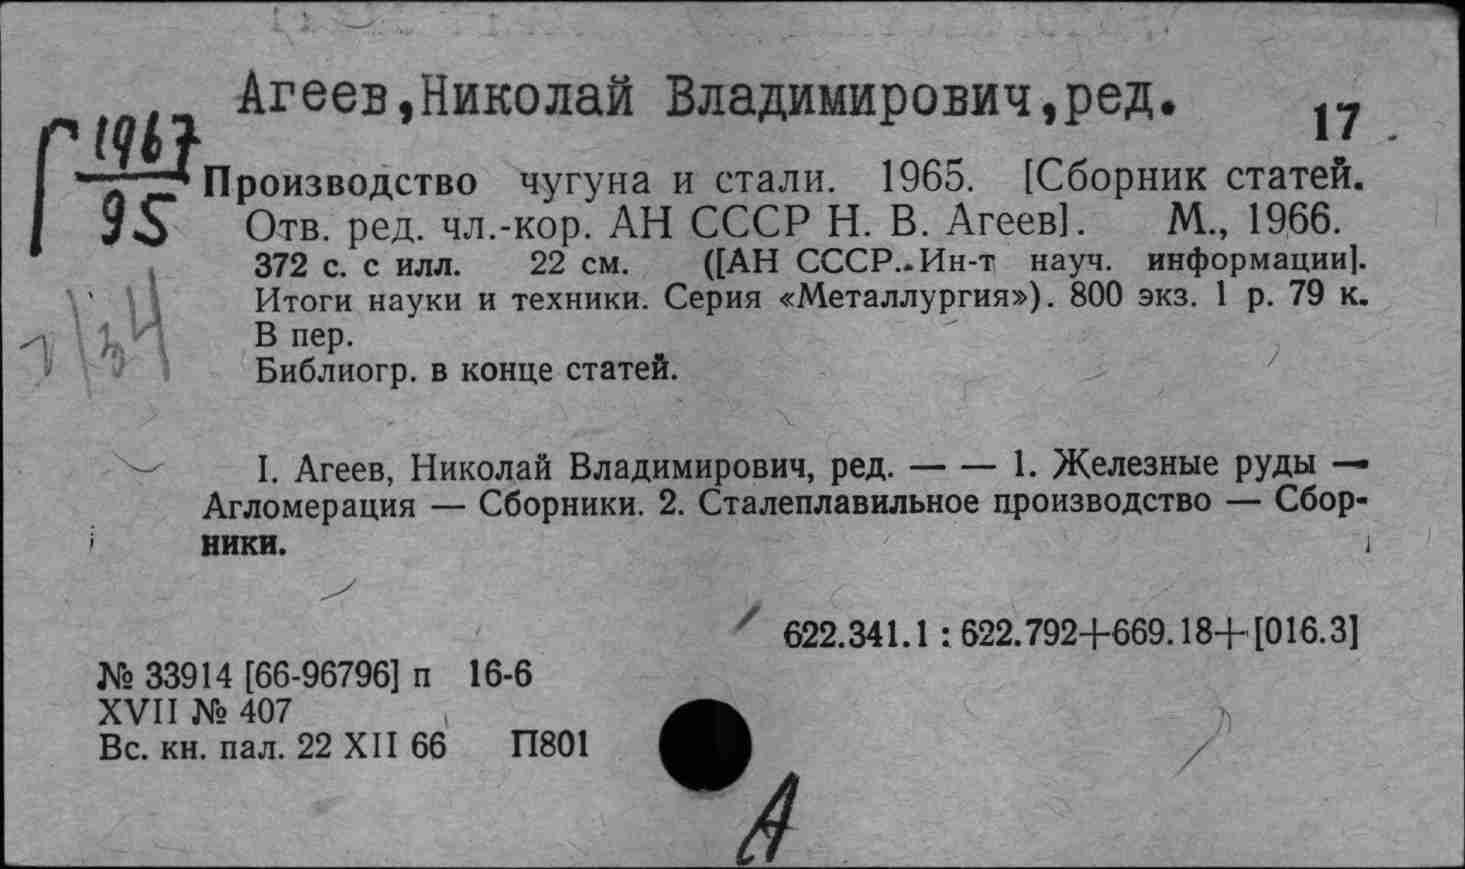 Агеев,Николай Владимирович,ред.
17
Г 1967
95
Производство чугуна и стали. 1965. [Сборник статей.
Отв. ред. чл.-кор. АН СССР Н. В. Агеев]. М., 1966.
372 с. с илл. 22 см. ([АН СССР. Ин-т науч. информации].
Итоги науки и техники. Серия «Металлургия»). 800 экз. 1 р. 79 к.
В пер.
Библиогр. в конце статей.
I. Агеев, Николай Владимирович, ред. — — 1. Железные руды —
Агломерация — Сборники. 2. Сталеплавильное производство — Сбор-
ники.
622.341.1 : 622.792+669.18+[016.3]
№ 33914 [66-96796] п 16-6
XVII № 407
Вс. кн. пал. 22 XII 66 П801
А